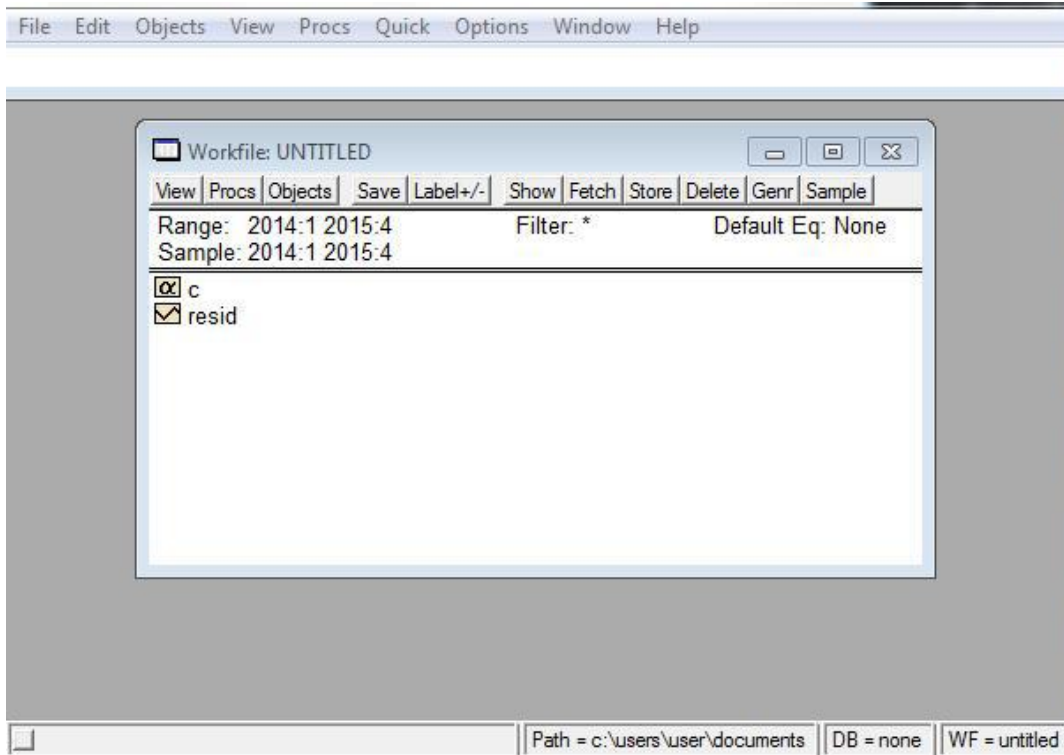 File Edit Objects View Procs Quick Options Window Help
Workfile: UNTITLED
View Procs Objects Save Label+/- Show Fetch Store Delete Genr Sample
Range: 2014:1 2015:4 Filter: * Default Eq: None
Sample: 2014:1 2015:4
α c
resid
Path = c:\users\user\documents DB = none WF = untitled